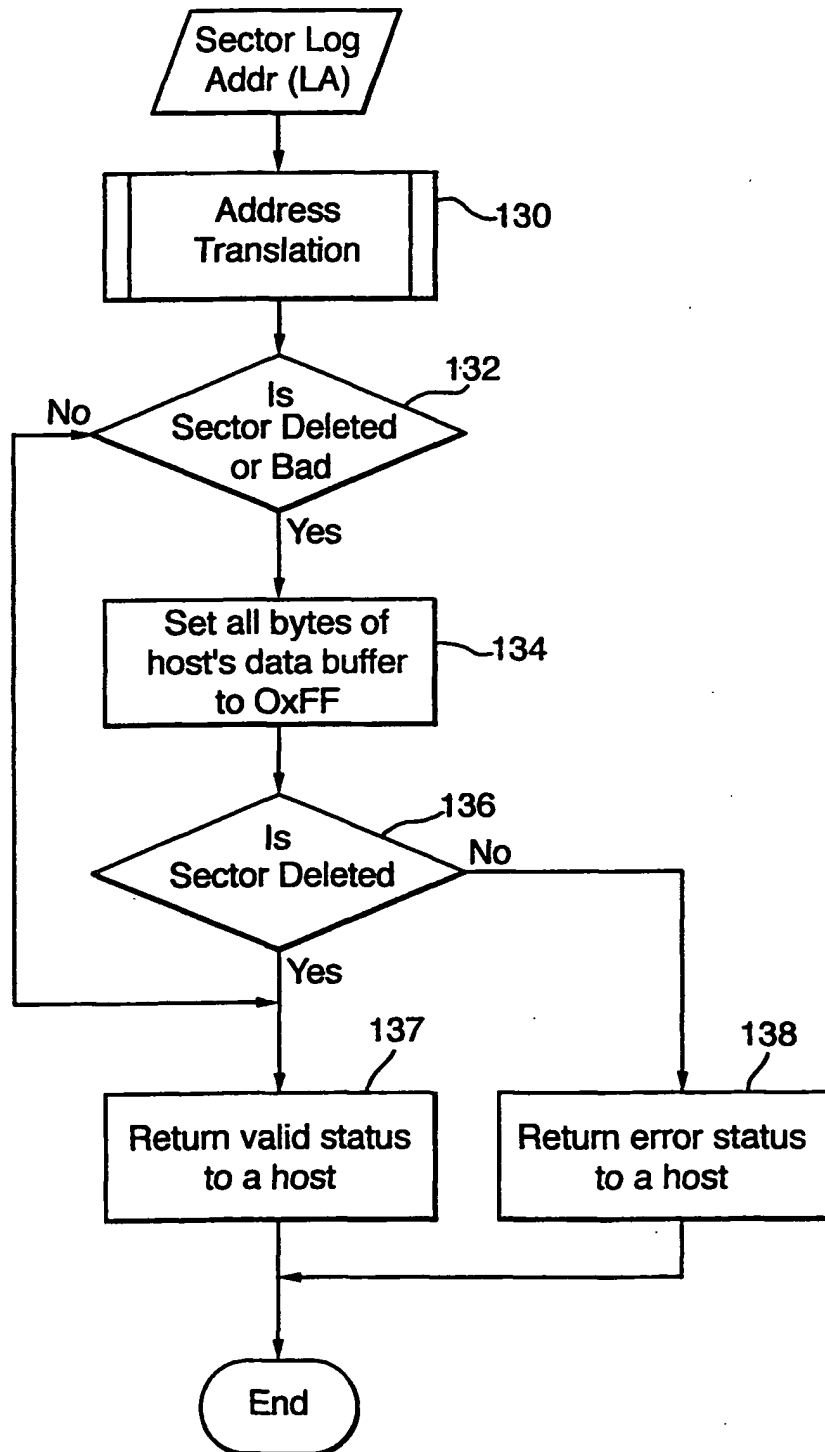 Sector Log
Addr (LA)
Address
Translation
130
132
Is
Sector Deleted
or Bad
No
Yes
Set all bytes of
host's data buffer
to OxFF
134
136
Is
Sector Deleted
No
Yes
137
138
Return valid status
to a host
Return error status
to a host
End